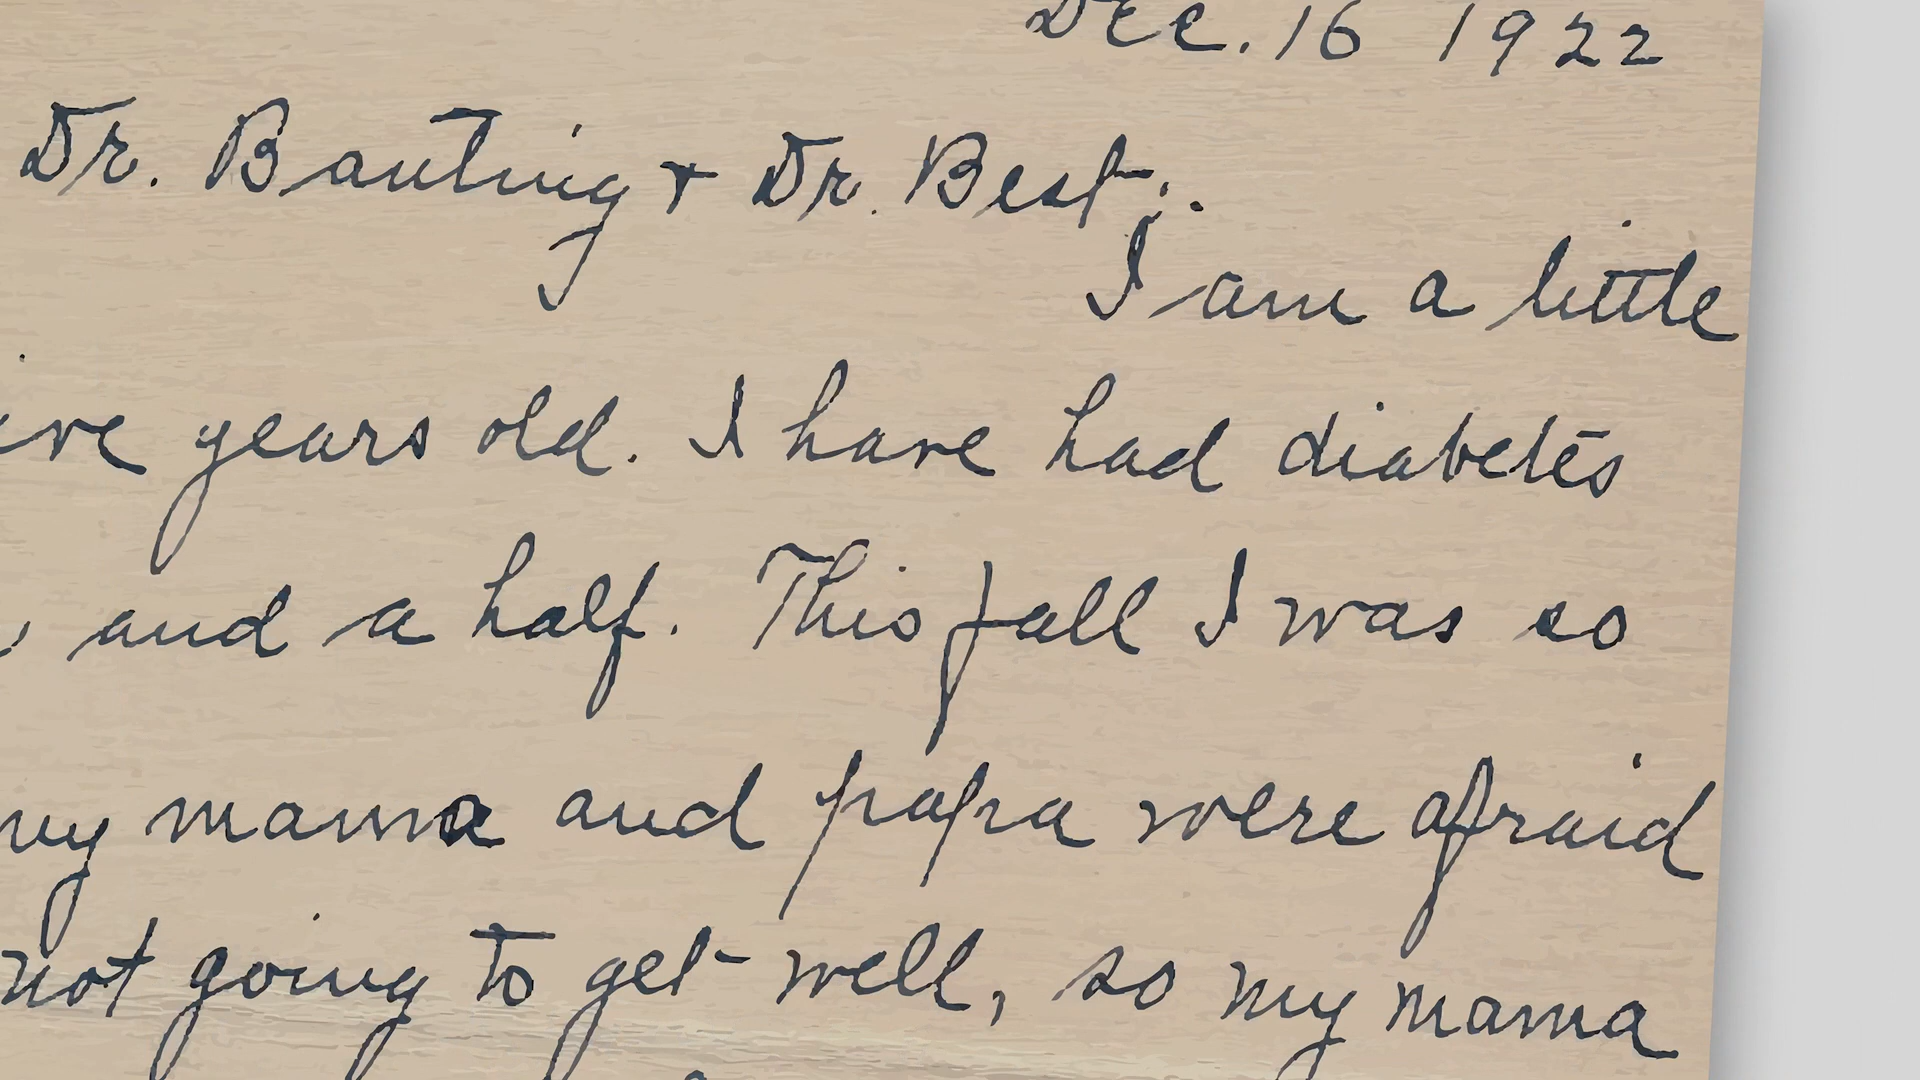 Dec. 16 1922
Dr. Banting + Dr. Best:.
I am a little
ive years old. I have had diabetes
and a half. This fall I was so
my mama and papa were afraid
not going to get well, so my mama